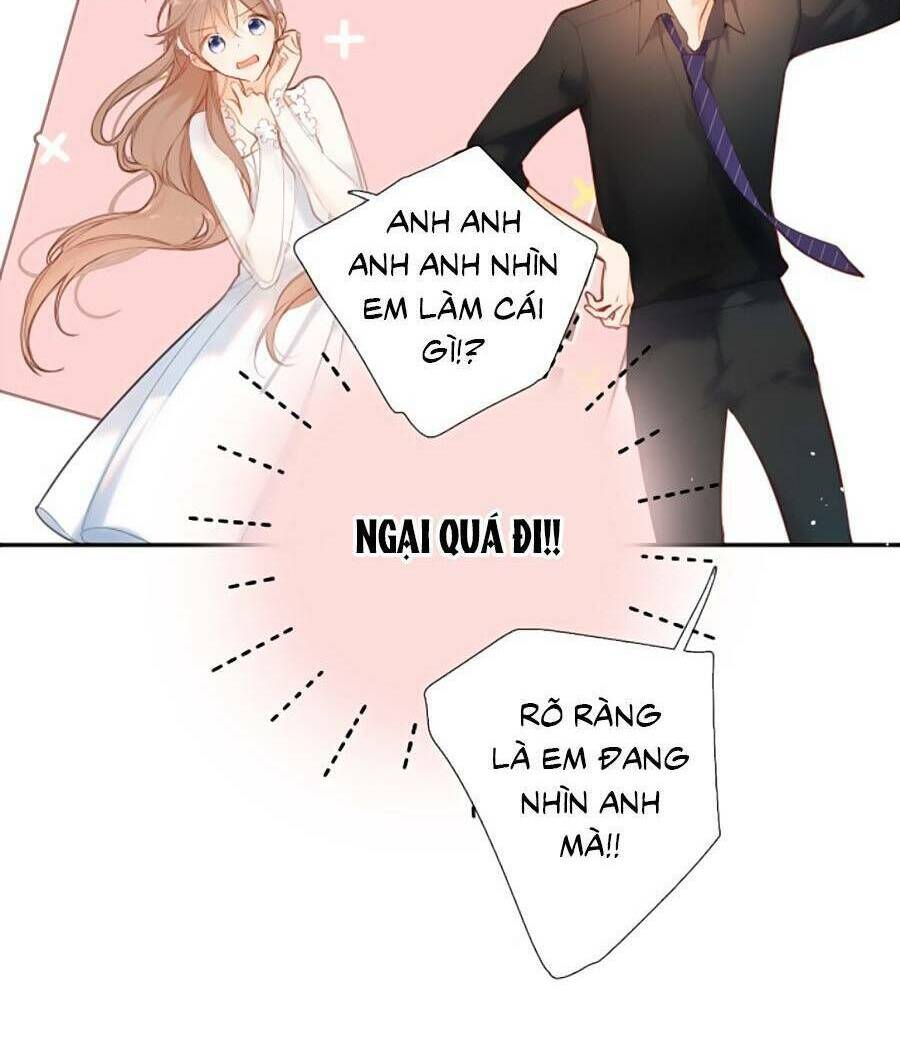 ANH ANH
ANH ANH NHÌN
EM LÀM CÁI
GÌ!?
NGẠI QUÁ ĐI!!
RÕ RÀNG
LÀ EM ĐANG
NHÌN ANH
MÀ!!